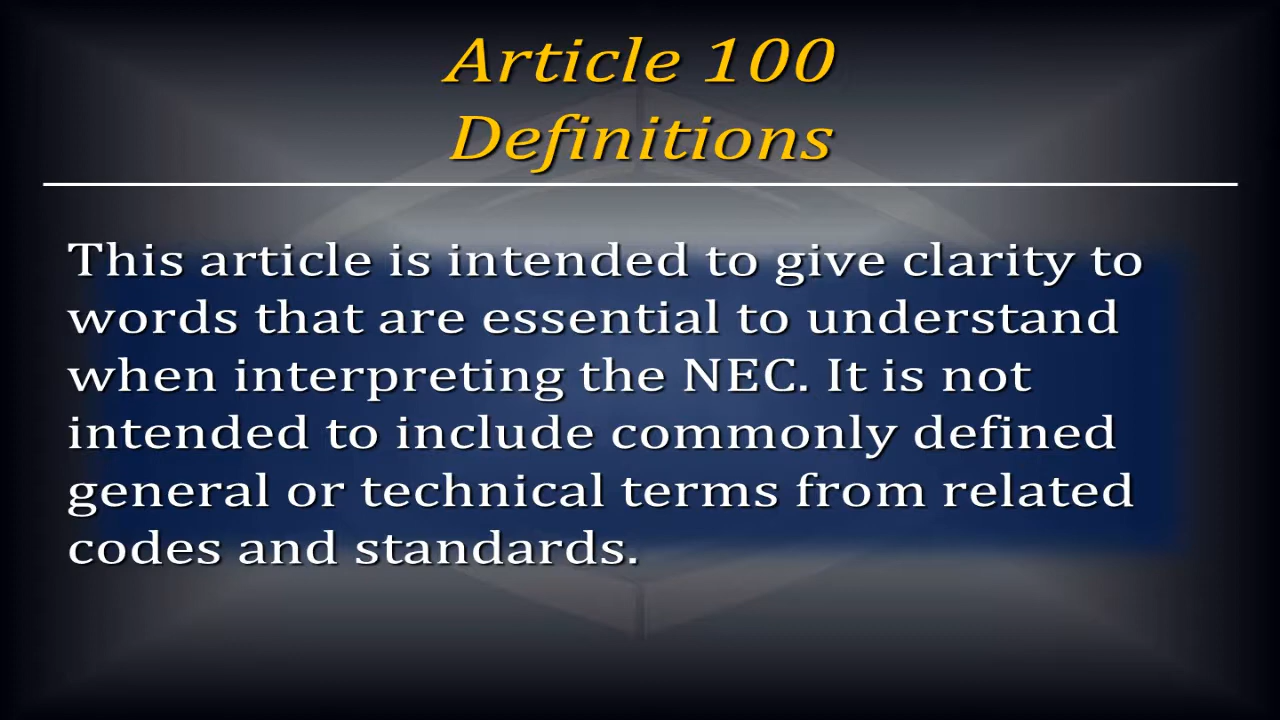 Article 100
Definitions
This article is intended to give clarity to
words that are essential to understand
when interpreting the NEC. It is not
intended to include commonly defined
general or technical terms from related
codes and standards.